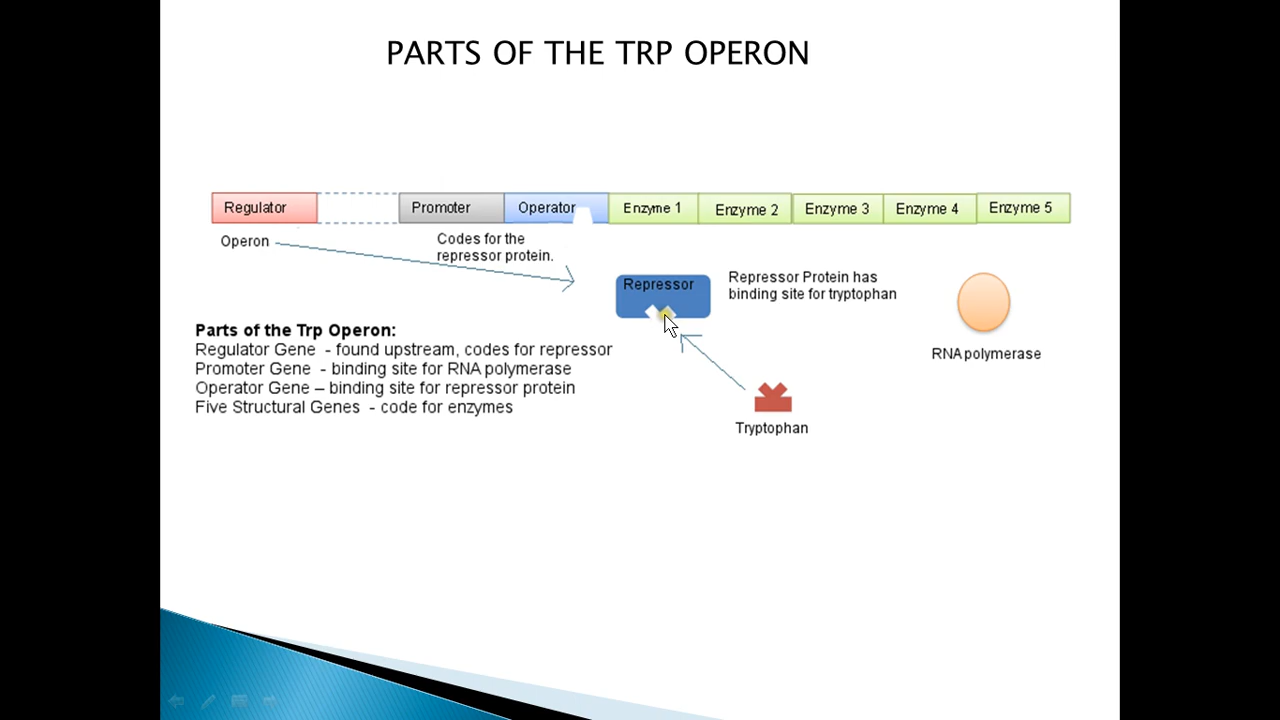 PARTS OF THE TRP OPERON
Regulator
Promoter
Operator
Enzyme 1
Enzyme 2
Enzyme 3
Enzyme 4
Enzyme 5
Operon
Codes for the
repressor protein.
Repressor
Repressor Protein has
binding site for tryptophan
RNA polymerase
Parts of the Trp Operon:
Regulator Gene - found upstream, codes for repressor
Promoter Gene - binding site for RNA polymerase
Operator Gene – binding site for repressor protein
Five Structural Genes - code for enzymes
Tryptophan